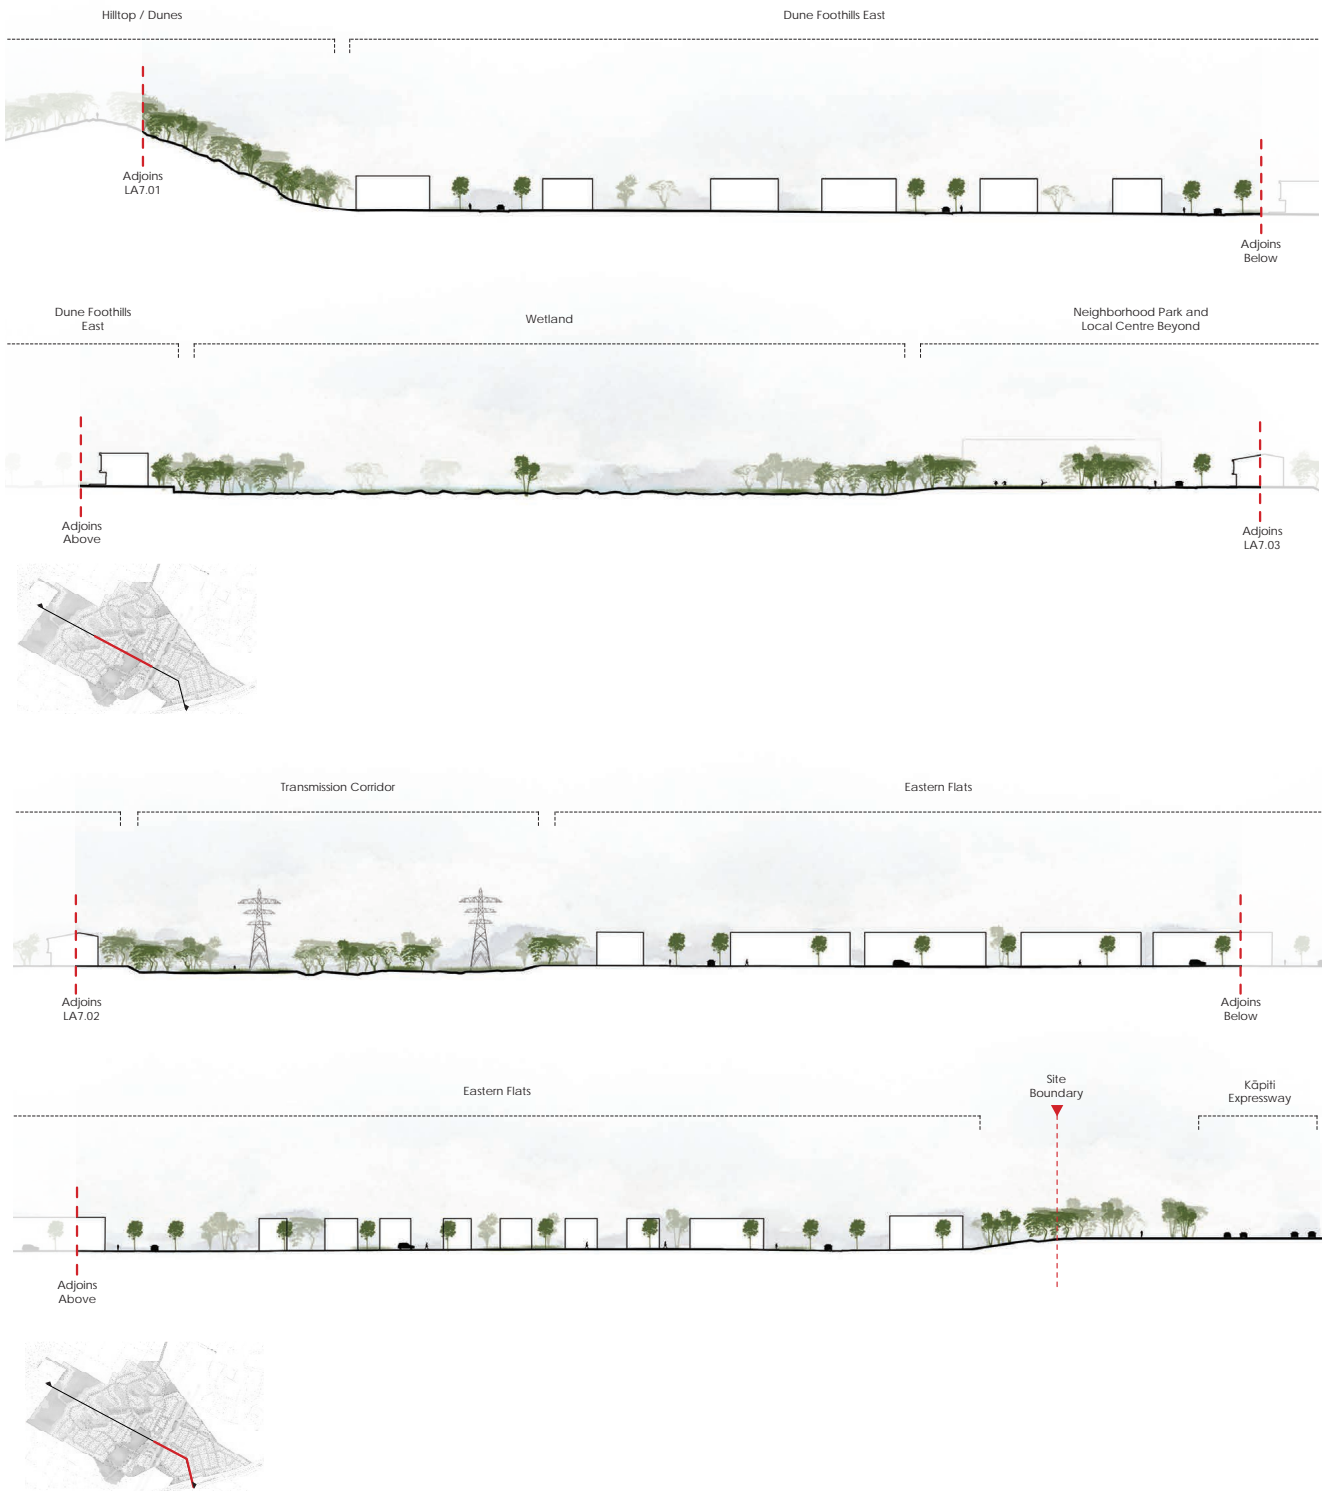 Hilltop / Dunes
Dune Foothills East
Adjoins
LA7.01
Adjoins
Below
Dune Foothills
East
Wetland
Neighborhood Park and
Local Centre Beyond
Adjoins
Above
Adjoins
LA7.03
Transmission Corridor
Eastern Flats
Adjoins
LA7.02
Adjoins
Below
Eastern Flats
Site
Boundary
Kāpiti
Expressway
Adjoins
Above